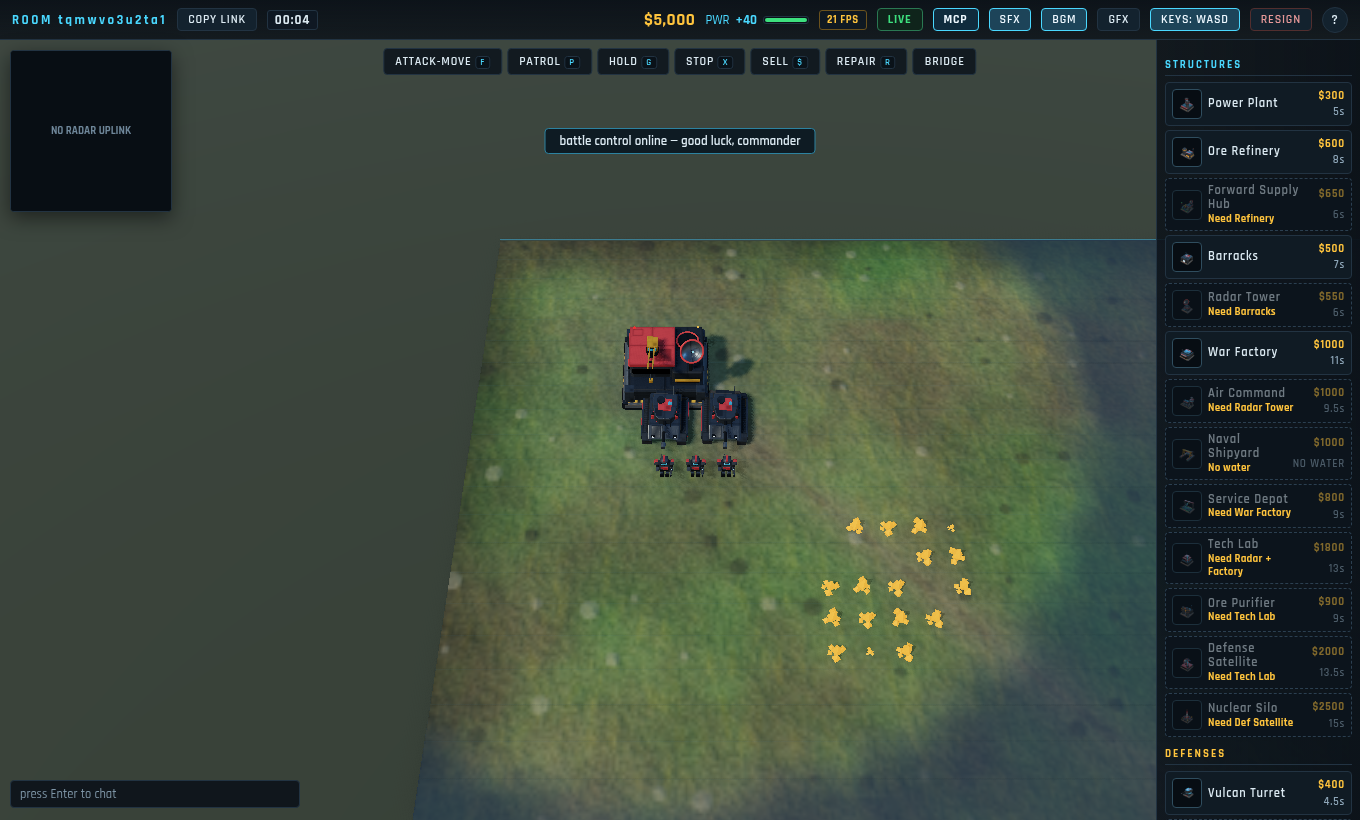 ROOM tqmwvo3u2ta1
COPY LINK
00:04
$5,000
PWR +40
21 FPS
LIVE
MCP
SFX
BGM
GFX
KEYS: WASD
RESIGN
?
NO RADAR UPLINK
ATTACK-MOVE F
PATROL P
HOLD G
STOP X
SELL $
REPAIR R
BRIDGE
battle control online – good luck, commander
press Enter to chat
STRUCTURES
Power Plant
$300
5s
Ore Refinery
$600
8s
Forward Supply
Hub
Need Refinery
$650
6s
Barracks
$500
7s
Radar Tower
Need Barracks
$550
6s
War Factory
$1000
11s
Air Command
Need Radar Tower
$1000
9.5s
Naval
Shipyard
No water
$1000
NO WATER
Service Depot
Need War Factory
$800
9s
Tech Lab
Need Radar +
Factory
$1800
13s
Ore Purifier
Need Tech Lab
$900
9s
Defense
Satellite
Need Tech Lab
$2000
13.5s
Nuclear Silo
Need Def Satellite
$2500
15s
DEFENSES
Vulcan Turret
$400
4.5s